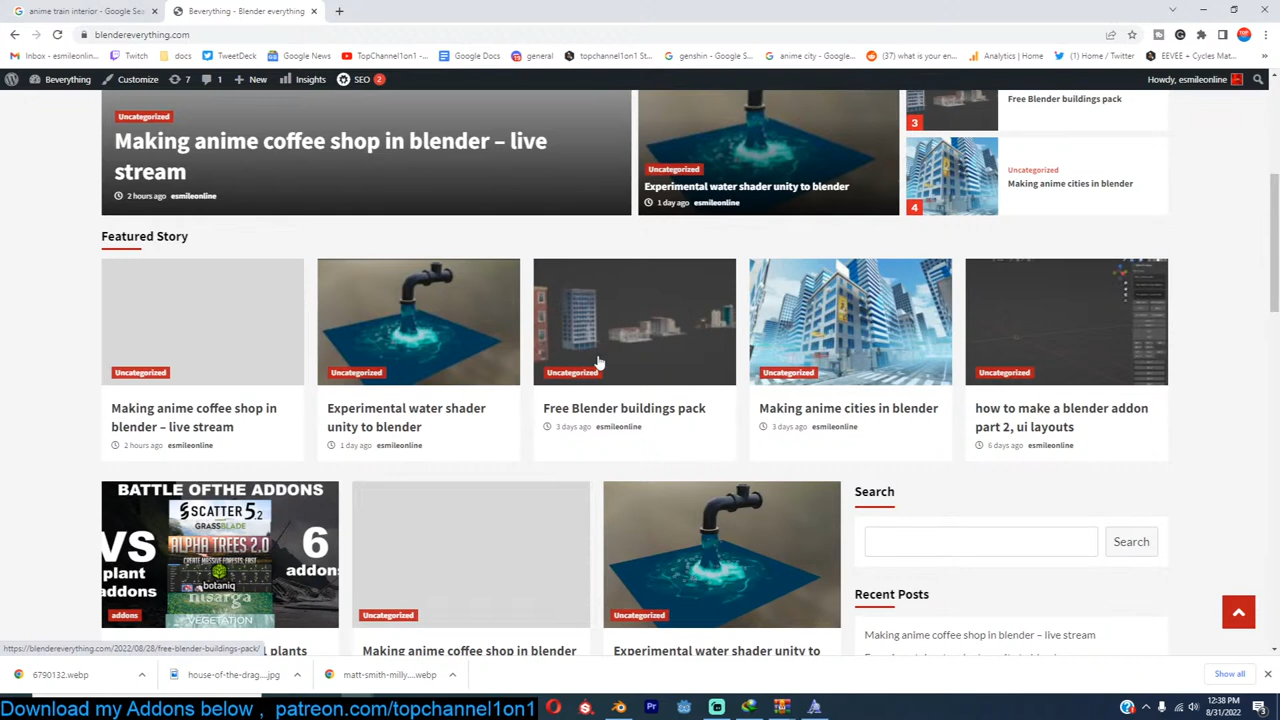 anime train interior - Google Sea
Beverything - Blender everything
blendereverything.com
Inbox - esmileonlin...
Twitch
docs
TweetDeck
Google News
TopChannel1on1 -...
Google Docs
general
topchannel1on1 St...
genshin - Google S...
anime city - Google...
(37) what is your en...
Analytics | Home
(1) Home / Twitter
EEVEE + Cycles Mat...
Beverything
Customize
7
1
New
Insights
SEO
2
Howdy, esmileonline
Uncategorized
Making anime coffee shop in blender – live
stream
2 hours ago esmileonline
Uncategorized
Experimental water shader unity to blender
1 day ago esmileonline
3
Free Blender buildings pack
4
Uncategorized
Making anime cities in blender
Featured Story
Uncategorized
Making anime coffee shop in
blender – live stream
2 hours ago esmileonline
Uncategorized
Experimental water shader
unity to blender
1 day ago esmileonline
Uncategorized
Free Blender buildings pack
3 days ago esmileonline
Uncategorized
Making anime cities in blender
3 days ago esmileonline
Uncategorized
how to make a blender addon
part 2, ui layouts
6 days ago esmileonline
BATTLE OFTHE ADDONS
SCATTER 5.2
GRASSBLADE
VS
plant
addons
ALPHA TREES 2.0
CREATE MASSIVE FORESTS, FAST
botaniq
nisarga
VEGETATION
6
addons
addons
plants
Uncategorized
Making anime coffee shop in blender
Uncategorized
Experimental water shader unity to
Search
Search
Recent Posts
Making anime coffee shop in blender – live stream
https://blendereverything.com/2022/08/28/free-blender-buildings-pack/
6790132.webp
house-of-the-drag....jpg
matt-smith-milly....webp
Show all
Download my Addons below , patreon.com/topchannel1on1
12:38 PM
8/31/2022